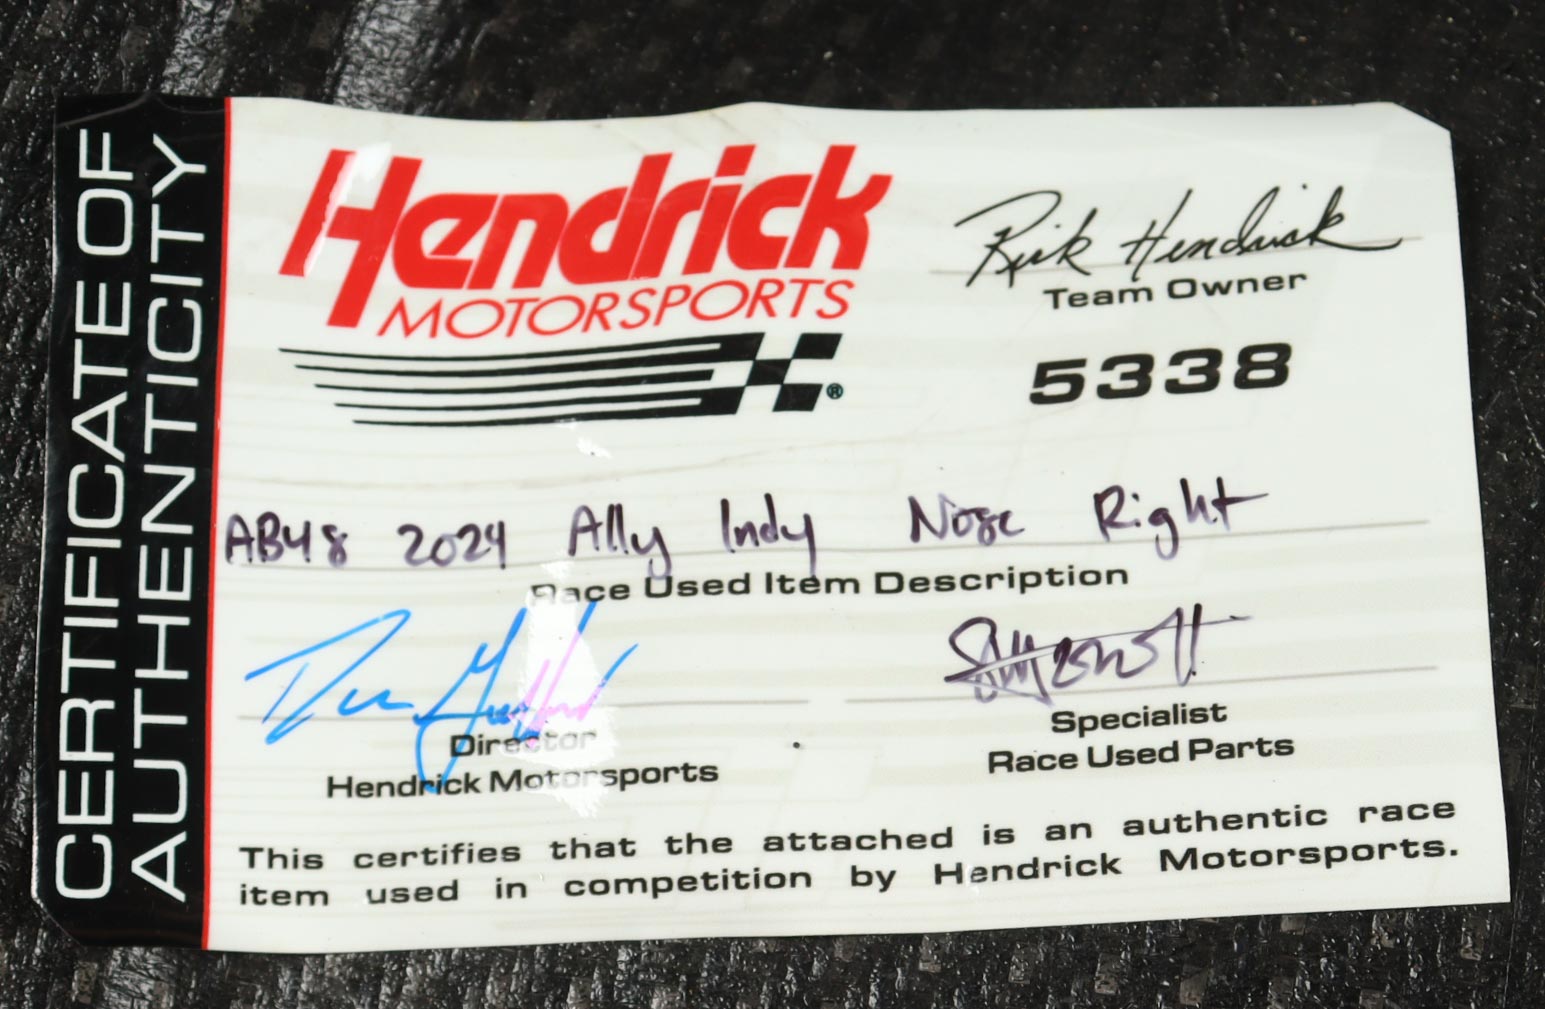 CERTIFICATE OF
AUTHENTICITY
Hendrick
MOTORSPORTS
®
Rick Hendrick
Team Owner
5338
AB48 2024 Ally Indy Nose Right
Race Used Item Description
Director
Hendrick Motorsports
Specialist
Race Used Parts
This certifies that the attached is an authentic race
item used in competition by Hendrick Motorsports.